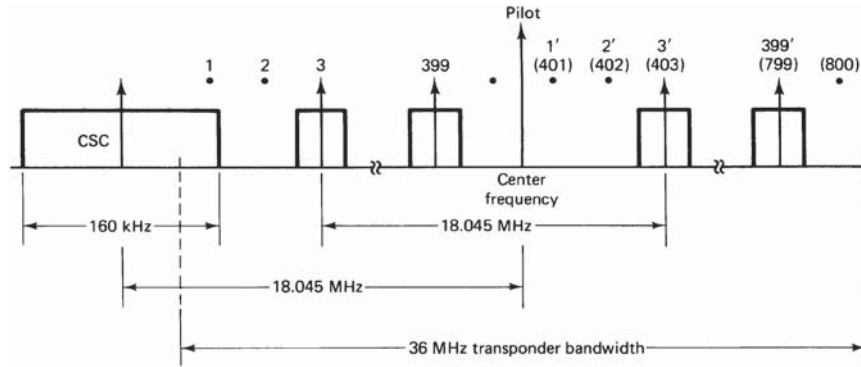 Pilot
1 2 3 399 1′ 2′ 3′ 399′
(401) (402) (403) (799) (800)
CSC
Center
frequency
160 kHz 18.045 MHz
18.045 MHz
36 MHz transponder bandwidth